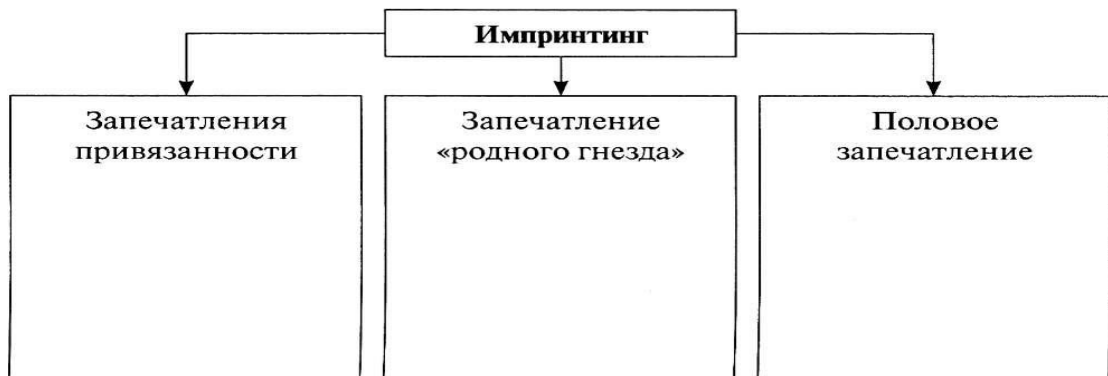 Импринтинг
Запечатления
привязанности
Запечатление
«родного гнезда»
Половое
запечатление